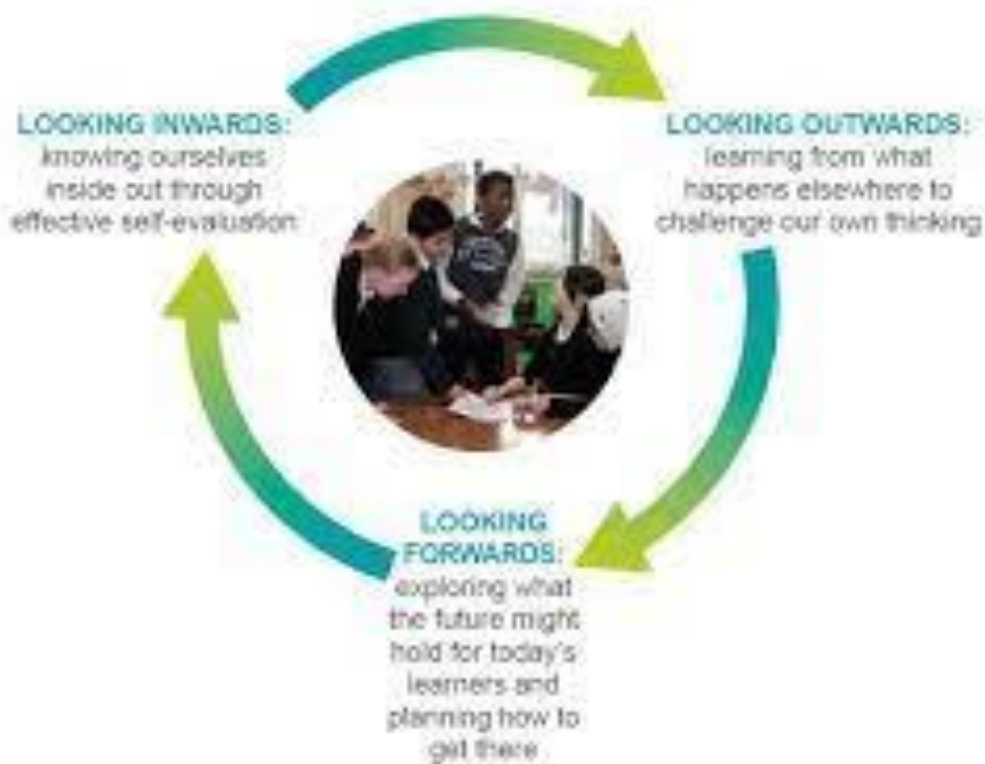 LOOKING INWARDS:
knowing ourselves
inside out through
effective self-evaluation
LOOKING OUTWARDS:
learning from what
happens elsewhere to
challenge our own thinking
LOOKING
FORWARDS:
exploring what
the future might
hold for today's
learners and
planning how to
get there